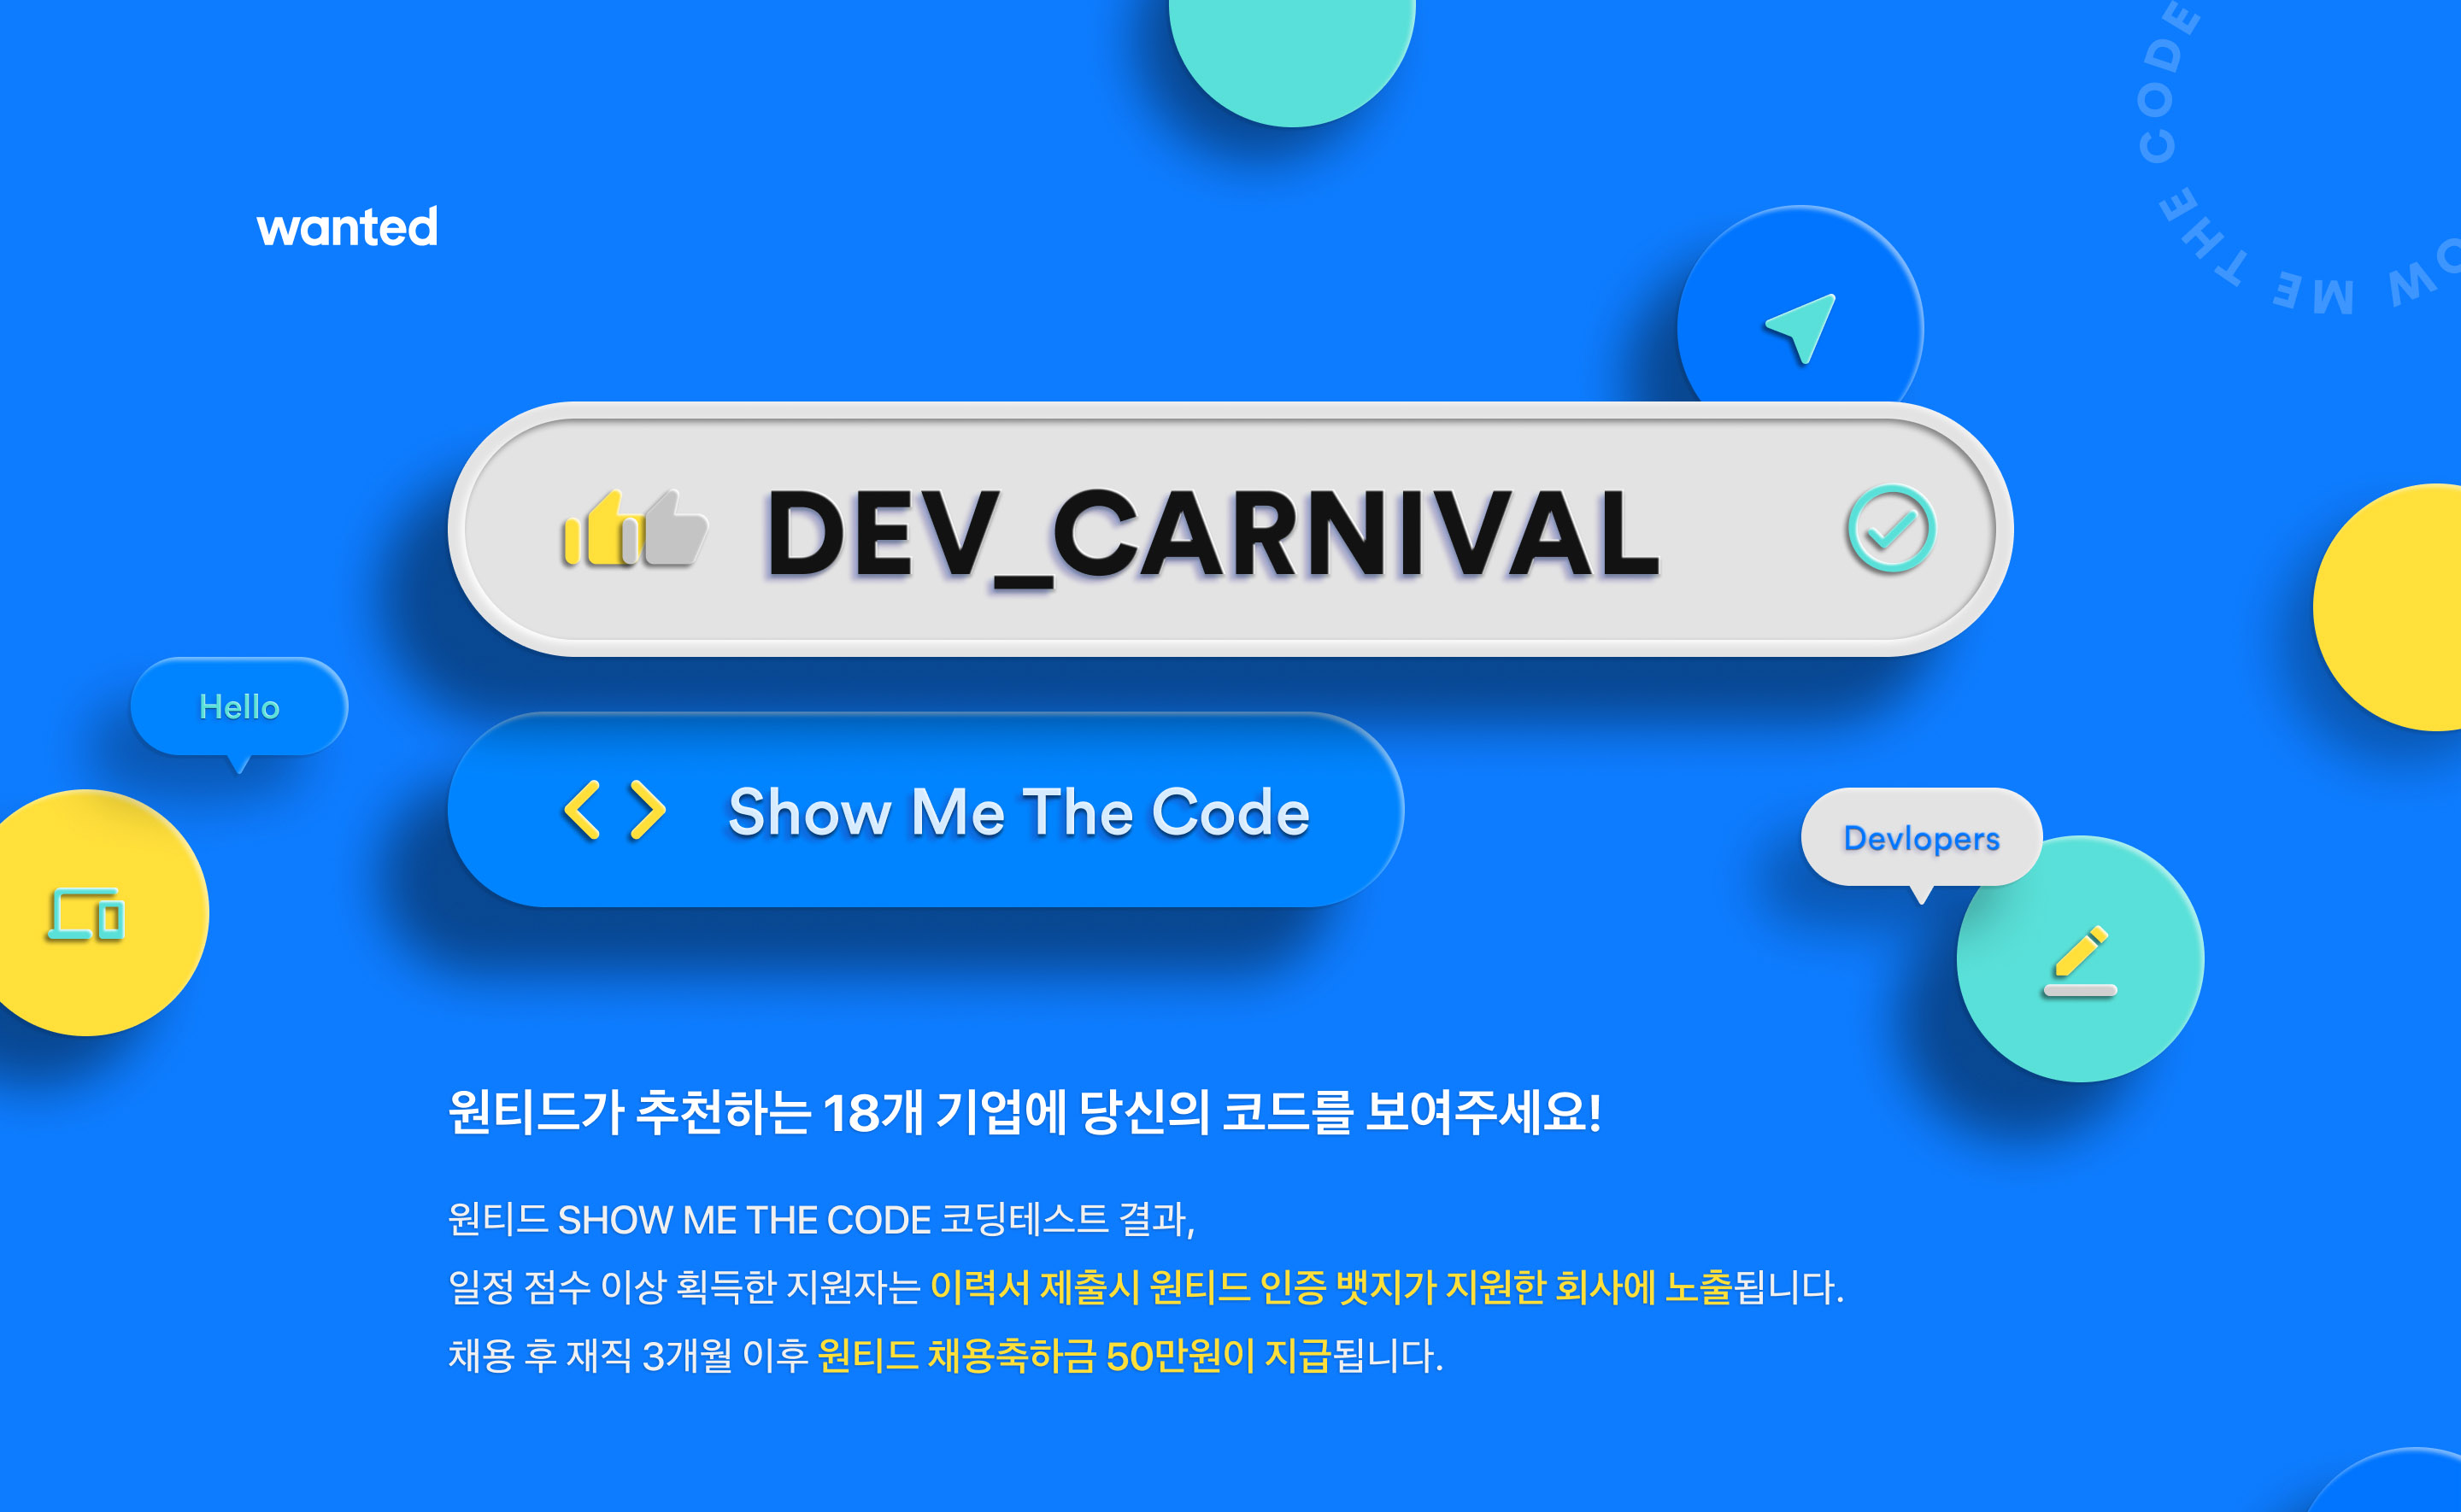 CODE
THE
ME
wanted
DEV_CARNIVAL
Hello
Show Me The Code
Devlopers
원티드가 추천하는 18개 기업에 당신의 코드를 보여주세요!
원티드 SHOW ME THE CODE 코딩테스트 결과,
일정 점수 이상 획득한 지원자는 이력서 제출시 원티드 인증 뱃지가 지원한 회사에 노출됩니다.
채용 후 재직 3개월 이후 원티드 채용축하금 50만원이 지급됩니다.